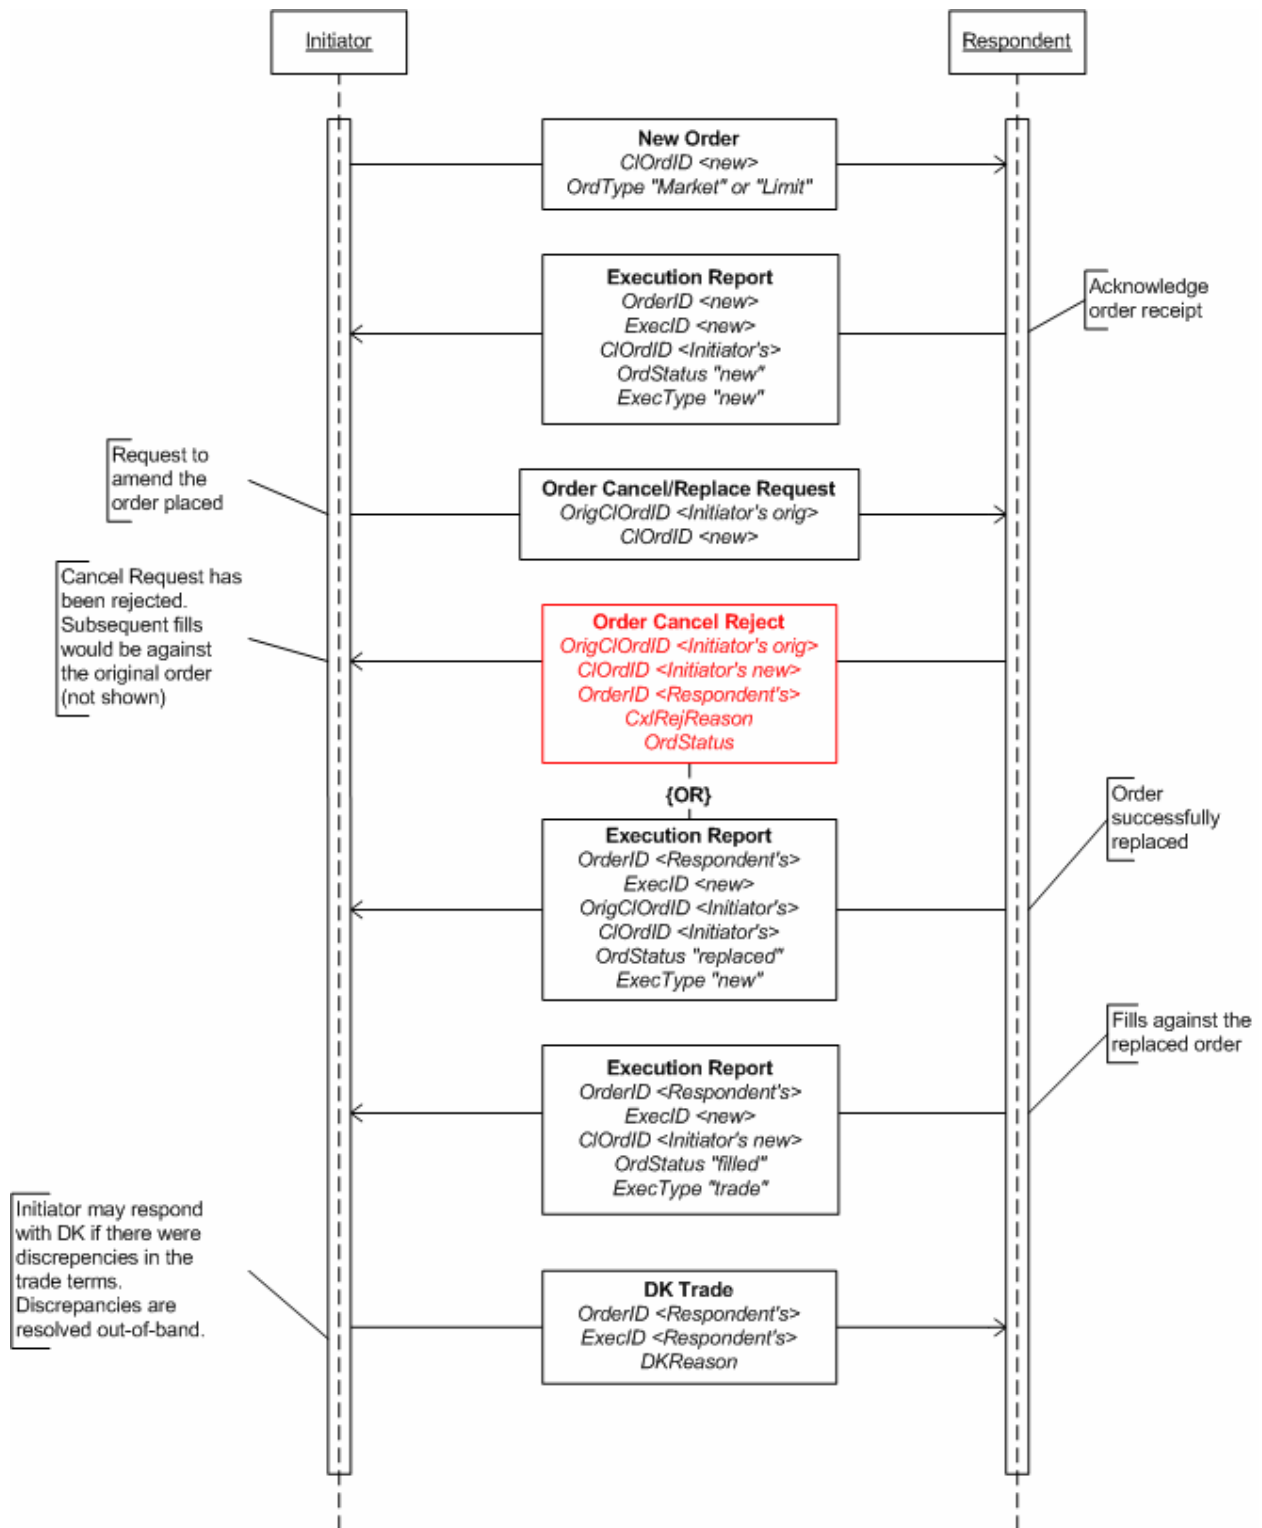 Initiator
Respondent
New Order
ClOrdID <new>
OrdType "Market" or "Limit"
Execution Report
OrderID <new>
ExecID <new>
ClOrdID <Initiator's>
OrdStatus "new"
ExecType "new"
Acknowledge
order receipt
Request to
amend the
order placed
Order Cancel/Replace Request
OrigClOrdID <Initiator's orig>
ClOrdID <new>
Cancel Request has
been rejected.
Subsequent fills
would be against
the original order
(not shown)
Order Cancel Reject
OrigClOrdID <Initiator's orig>
ClOrdID <Initiator's new>
OrderID <Respondent's>
CxlRejReason
OrdStatus
{OR}
Order
successfully
replaced
Execution Report
OrderID <Respondent's>
ExecID <new>
OrigClOrdID <Initiator's>
ClOrdID <Initiator's>
OrdStatus "replaced"
ExecType "new"
Fills against the
replaced order
Execution Report
OrderID <Respondent's>
ExecID <new>
ClOrdID <Initiator's new>
OrdStatus "filled"
ExecType "trade"
Initiator may respond
with DK if there were
discrepencies in the
trade terms.
Discrepancies are
resolved out-of-band.
DK Trade
OrderID <Respondent's>
ExecID <Respondent's>
DKReason